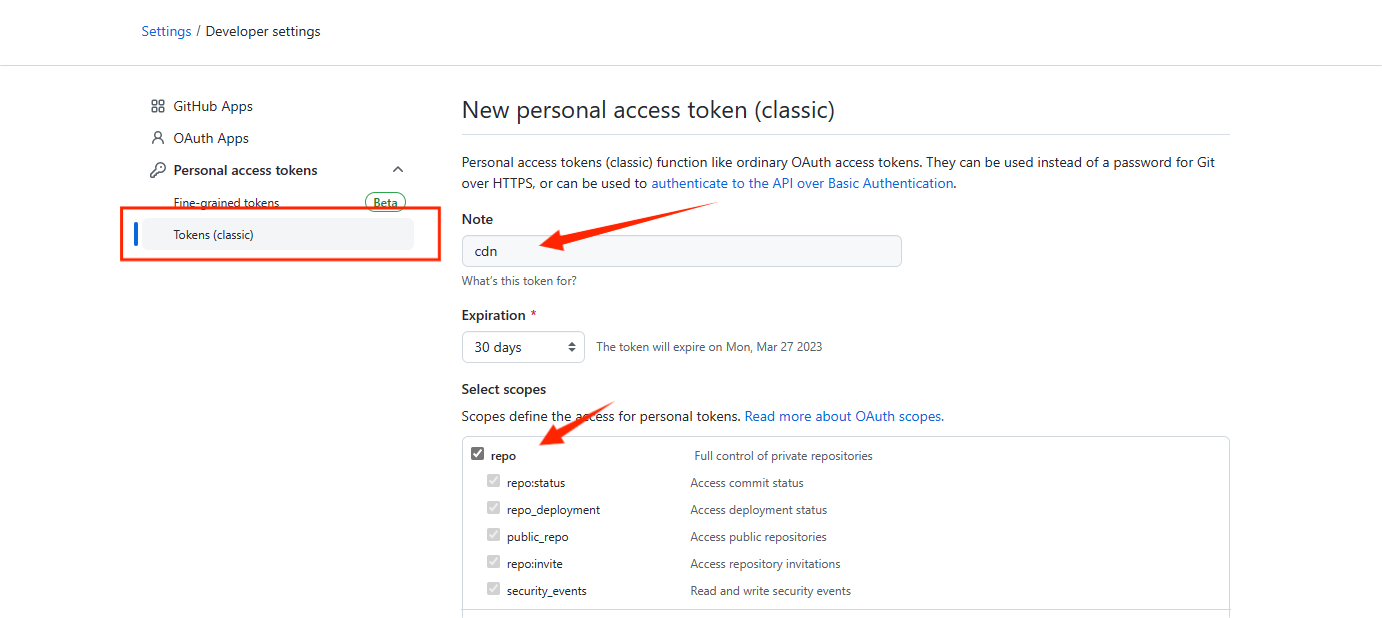 Settings / Developer settings
GitHub Apps
OAuth Apps
Personal access tokens
Fine-grained tokens Beta
Tokens (classic)
New personal access token (classic)
Personal access tokens (classic) function like ordinary OAuth access tokens. They can be used instead of a password for Git
over HTTPS, or can be used to authenticate to the API over Basic Authentication.
Note
cdn
What's this token for?
Expiration *
30 days The token will expire on Mon, Mar 27 2023
Select scopes
Scopes define the access for personal tokens. Read more about OAuth scopes.
repo Full control of private repositories
repo:status Access commit status
repo_deployment Access deployment status
public_repo Access public repositories
repo:invite Access repository invitations
security_events Read and write security events